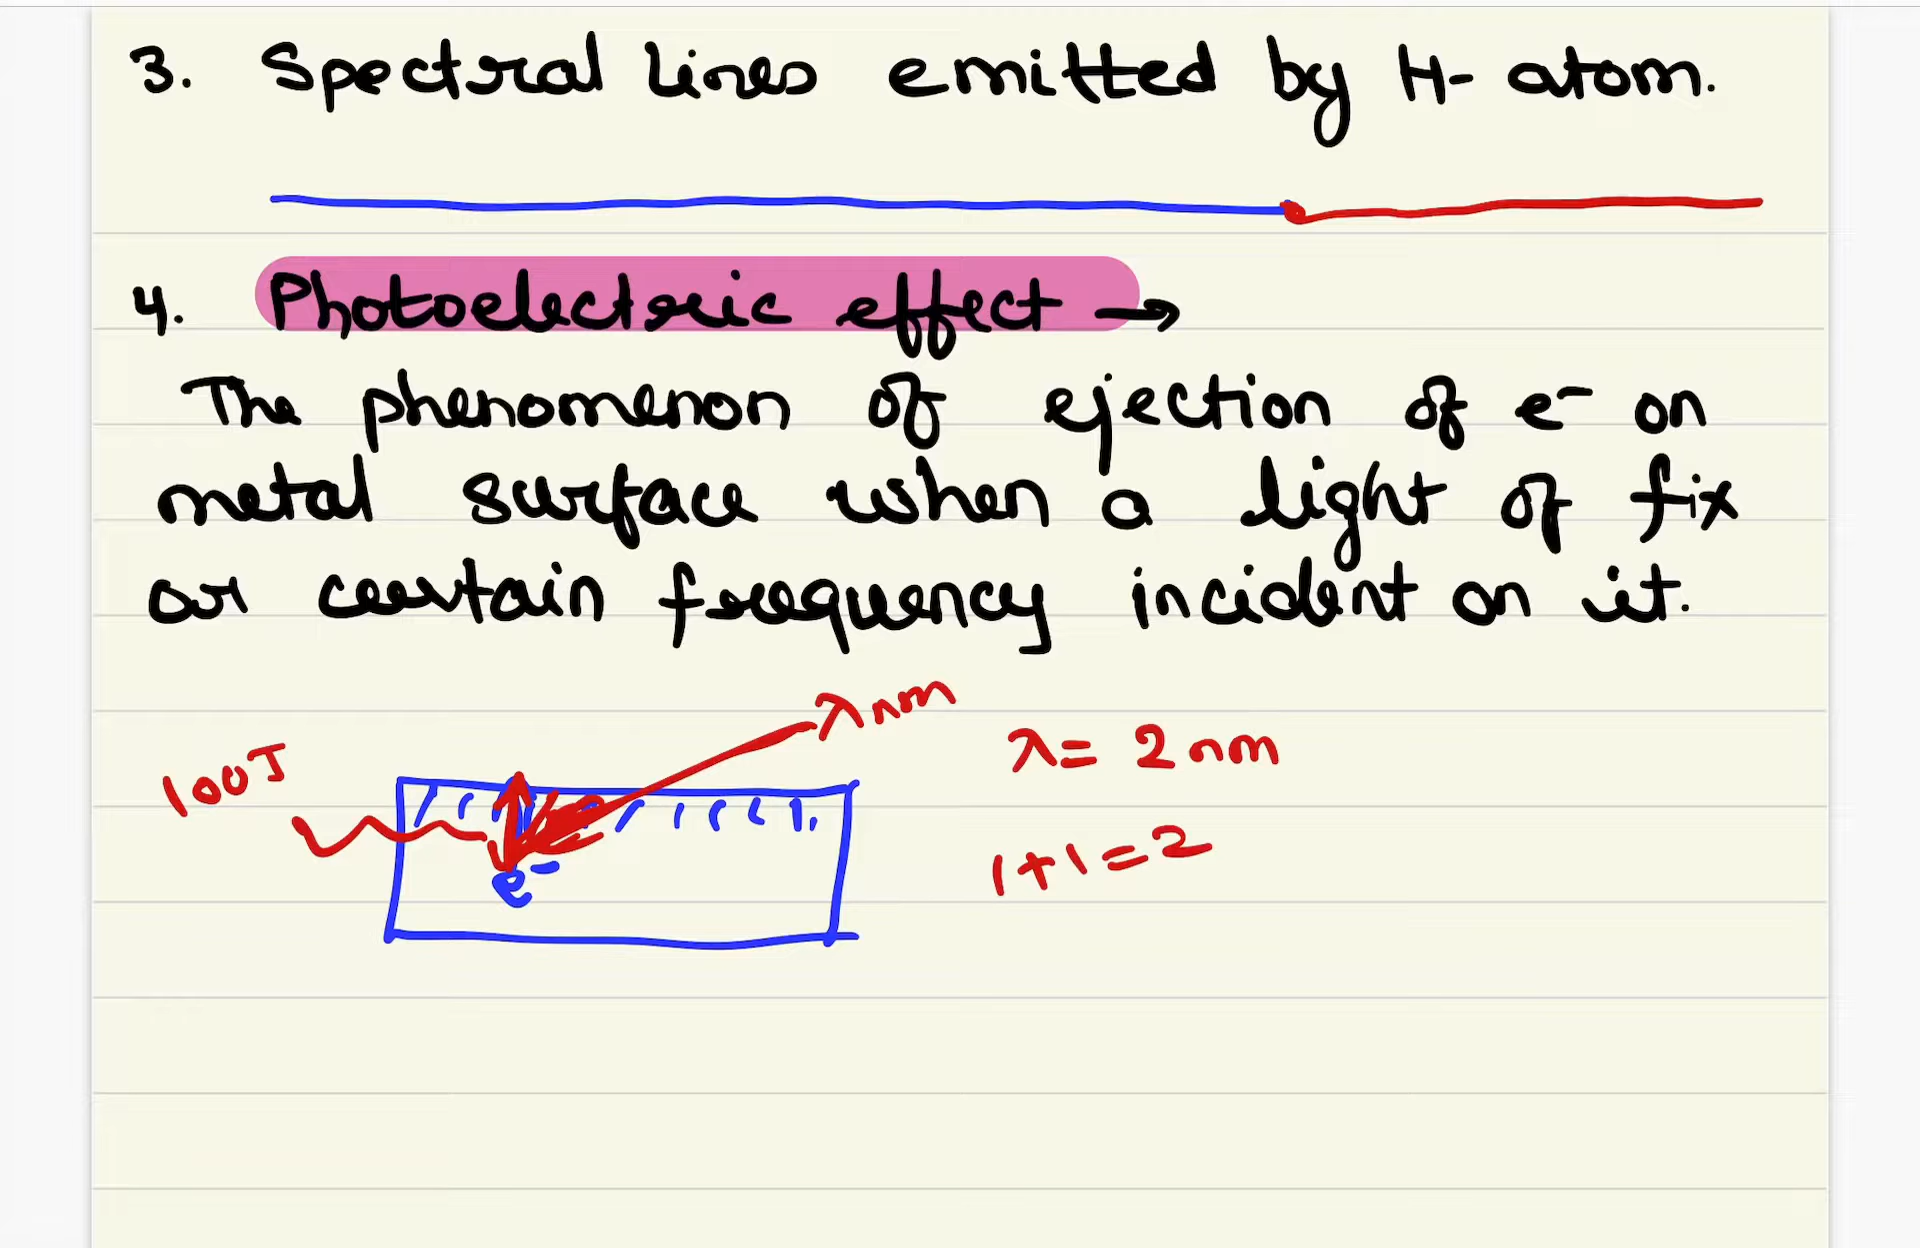 3. Spectral lines emitted by H- atom.
4. Photoelectric effect →
The phenomenon of ejection of e⁻ on
metal surface when a light of fix
or certain frequency incident on it.
λ nm
100J
λ= 2 nm
1+1=2
e⁻